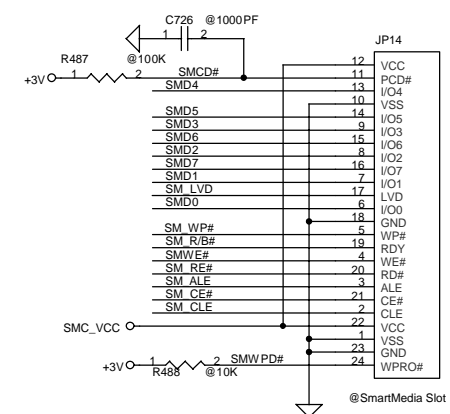 C726 @1000PF
1 2
JP14
R487 @100K
+3V 1 2 SMCD# 12 VCC
11 PCD#
SMD4 13 I/O4
10 VSS
SMD5 14 I/O5
SMD3 9 I/O3
SMD6 15 I/O6
SMD2 8 I/O2
SMD7 16 I/O7
SMD1 7 I/O1
SM_LVD 17 LVD
SMD0 6 I/O0
18 GND
SM_WP# 5 WP#
SM_R/B# 19 RDY
SMWE# 4 WE#
SM_RE# 20 RD#
SM_ALE 3 ALE
SM_CE# 21 CE#
SM_CLE 2 CLE
SMC_VCC 22 VCC
1 VSS
23 GND
+3V 1 2 SMWPD# 24 WPRO#
R488 @10K
@SmartMedia Slot